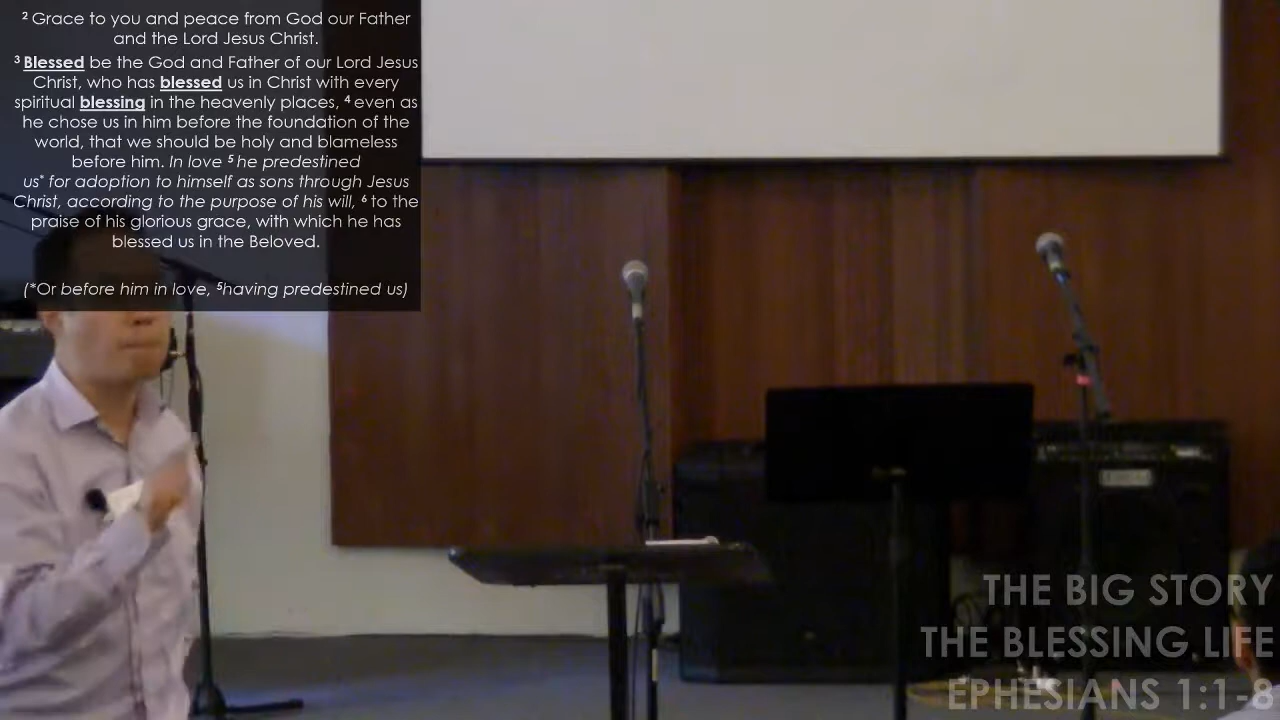 ² Grace to you and peace from God our Father
and the Lord Jesus Christ.
³ Blessed be the God and Father of our Lord Jesus
Christ, who has blessed us in Christ with every
spiritual blessing in the heavenly places, ⁴ even as
he chose us in him before the foundation of the
world, that we should be holy and blameless
before him. In love ⁵ he predestined
us* for adoption to himself as sons through Jesus
Christ, according to the purpose of his will, ⁶ to the
praise of his glorious grace, with which he has
blessed us in the Beloved.
(*Or before him in love, ⁵having predestined us)
THE BIG STORY
THE BLESSING LIFE
EPHESIANS 1:1-8